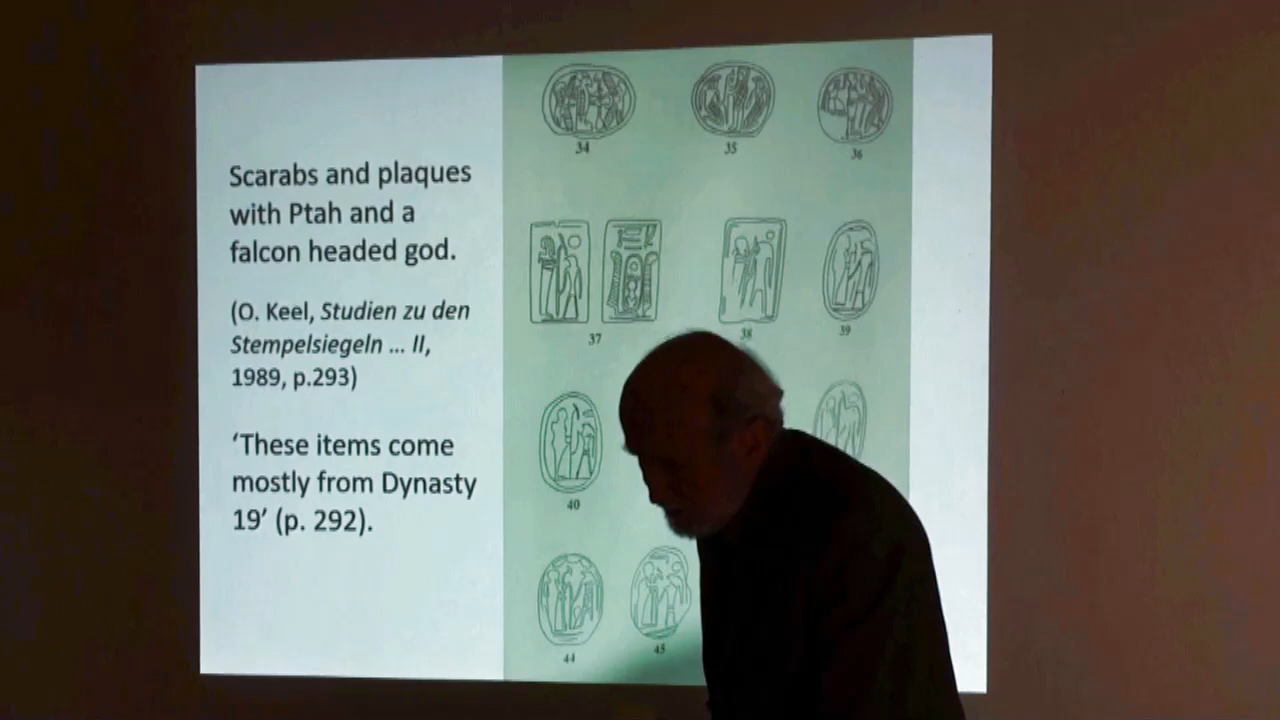 Scarabs and plaques
with Ptah and a
falcon headed god.
(O. Keel, Studien zu den
Stempelsiegeln ... II,
1989, p.293)
‘These items come
mostly from Dynasty
19’ (p. 292).
34
35
36
37
38
39
40
44
45